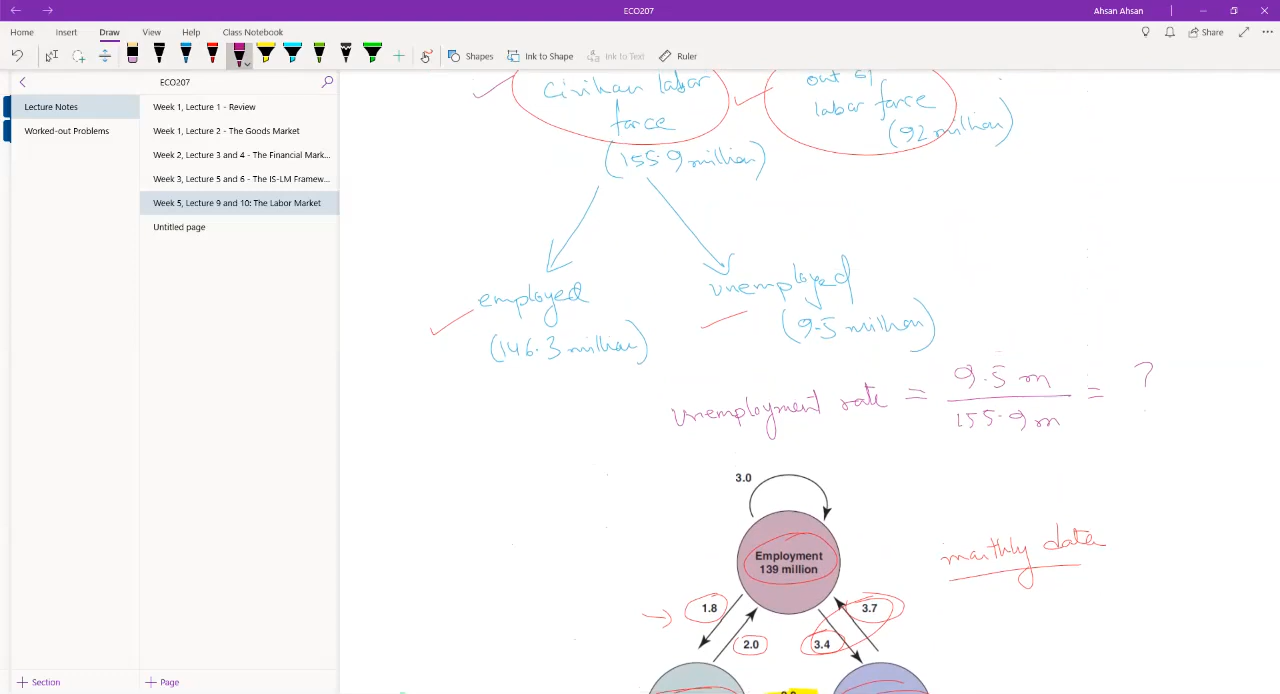 ECO207
Ahsan Ahsan
Home Insert Draw View Help Class Notebook
Share
Shapes Ink to Shape Ink to Text Ruler
ECO207
Lecture Notes
Worked-out Problems
Week 1, Lecture 1 - Review
Week 1, Lecture 2 - The Goods Market
Week 2, Lecture 3 and 4 - The Financial Mark...
Week 3, Lecture 5 and 6 - The IS-LM Framew...
Week 5, Lecture 9 and 10: The Labor Market
Untitled page
Section
Page
Civilian labor
force
(155.9 million)
out of
labor force
(92 million)
employed
(146.3 million)
unemployed
(9.5 million)
unemployment rate = 9.5 m
155.9 m
= ?
3.0
Employment
139 million
monthly data
1.8
3.7
2.0
3.4